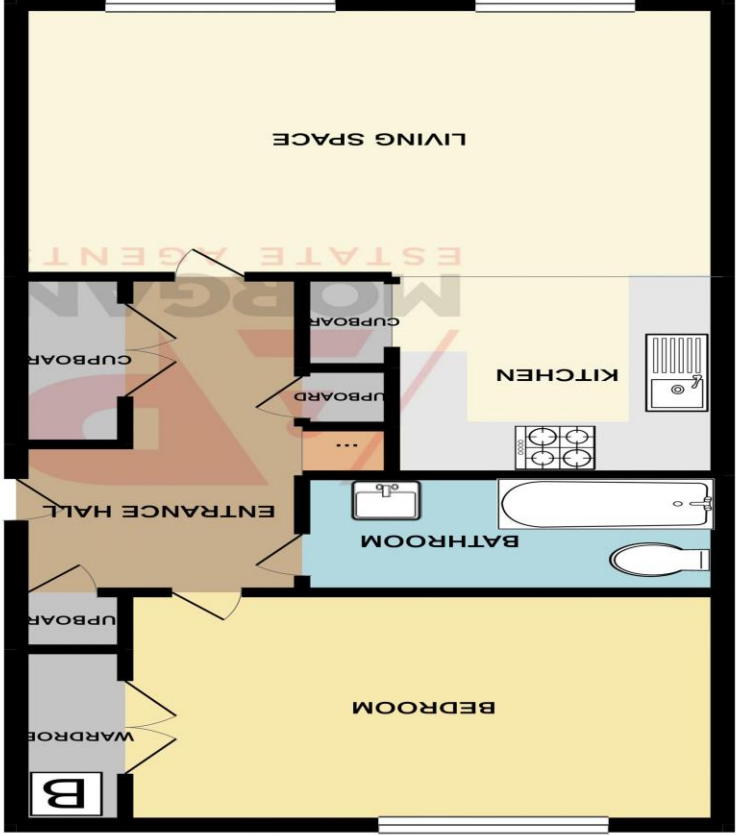 B
WARDROB
BEDROOM
UPBOAR
BATHROOM
ENTRANCE HALL
...
UPBOARD
KITCHEN
CUPBOAR
CUPBOAR
MORGAN
ESTATE AGENTS
LIVING SPACE